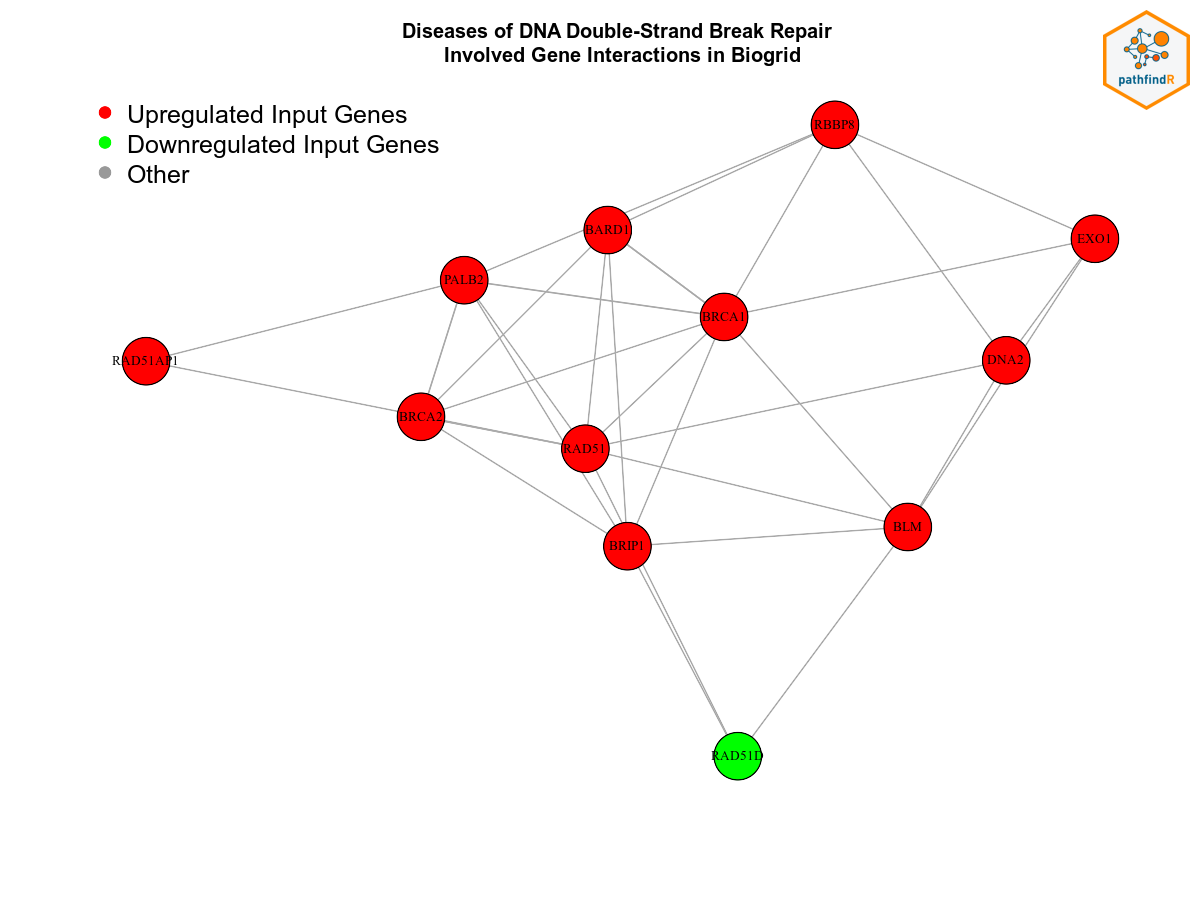 Diseases of DNA Double-Strand Break Repair
Involved Gene Interactions in Biogrid
pathfindR
Upregulated Input Genes
Downregulated Input Genes
Other
RBBP8
BARD1
EXO1
PALB2
BRCA1
RAD51AP1
DNA2
BRCA2
RAD51
BLM
BRIP1
RAD51D